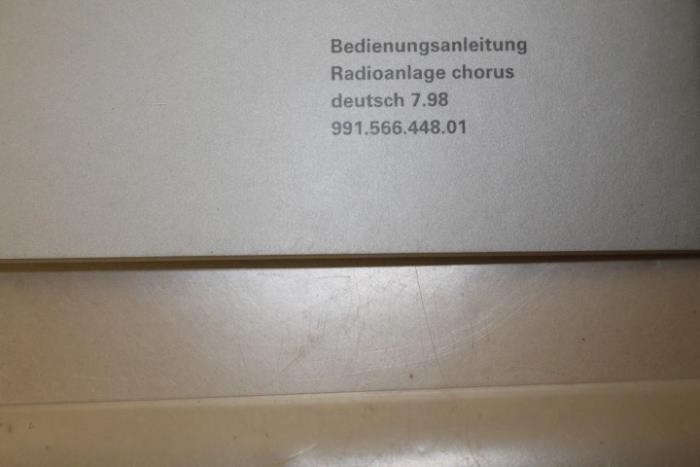 Bedienungsanleitung
Radioanlage chorus
deutsch 7.98
991.566.448.01